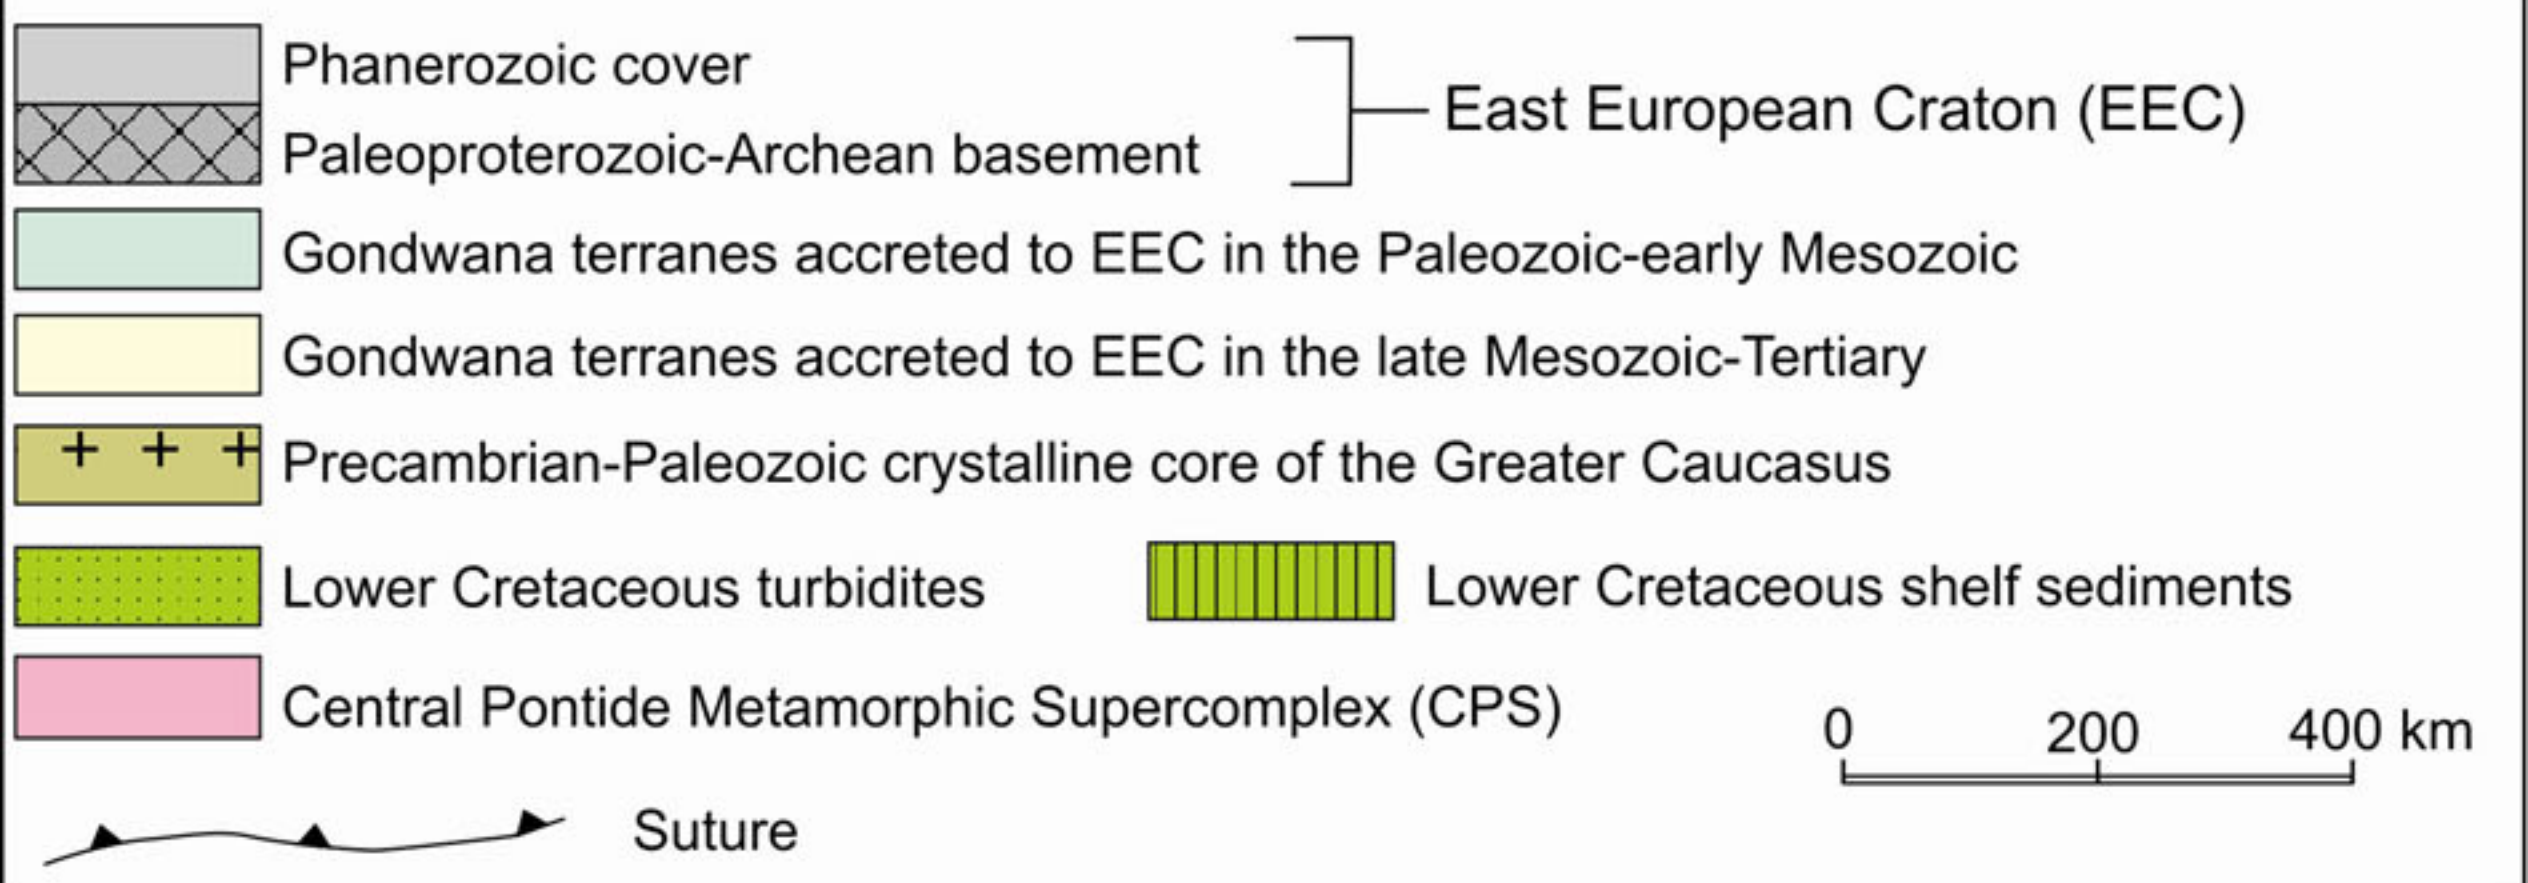 Phanerozoic cover
East European Craton (EEC)
Paleoproterozoic-Archean basement
Gondwana terranes accreted to EEC in the Paleozoic-early Mesozoic
Gondwana terranes accreted to EEC in the late Mesozoic-Tertiary
Precambrian-Paleozoic crystalline core of the Greater Caucasus
Lower Cretaceous turbidites
Lower Cretaceous shelf sediments
Central Pontide Metamorphic Supercomplex (CPS)
0 200 400 km
Suture